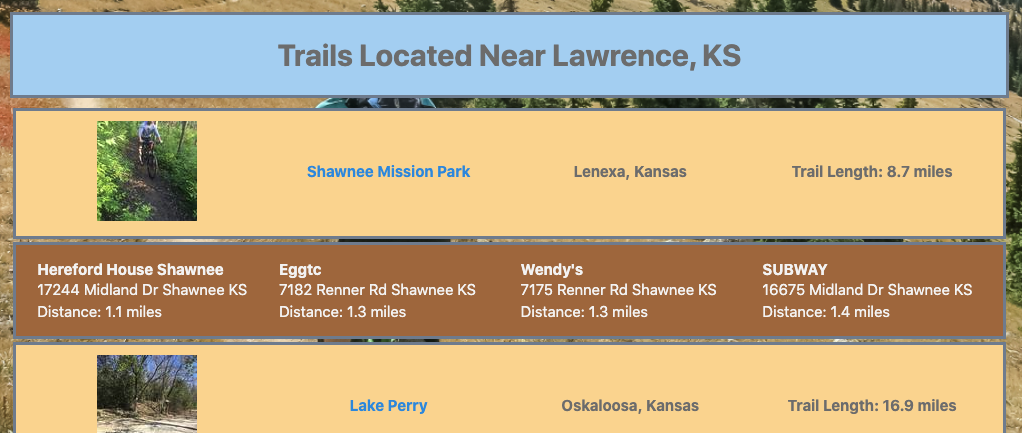 Trails Located Near Lawrence, KS
Shawnee Mission Park
Lenexa, Kansas
Trail Length: 8.7 miles
Hereford House Shawnee
17244 Midland Dr Shawnee KS
Distance: 1.1 miles
Eggtc
7182 Renner Rd Shawnee KS
Distance: 1.3 miles
Wendy's
7175 Renner Rd Shawnee KS
Distance: 1.3 miles
SUBWAY
16675 Midland Dr Shawnee KS
Distance: 1.4 miles
Lake Perry
Oskaloosa, Kansas
Trail Length: 16.9 miles